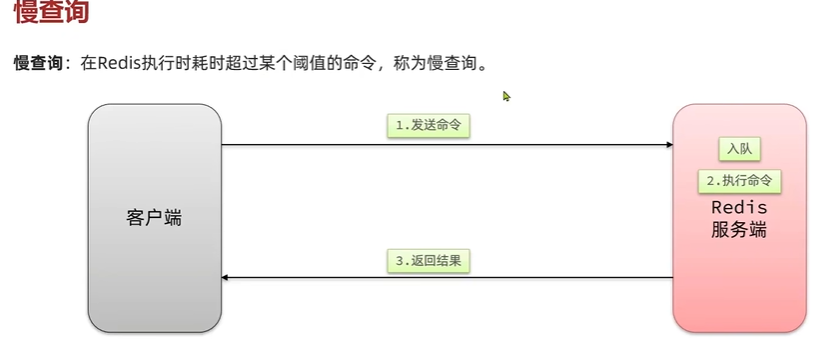 慢查询
慢查询：在Redis执行时耗时超过某个阈值的命令，称为慢查询。
1.发送命令
入队
2.执行命令
客户端
Redis
服务端
3.返回结果